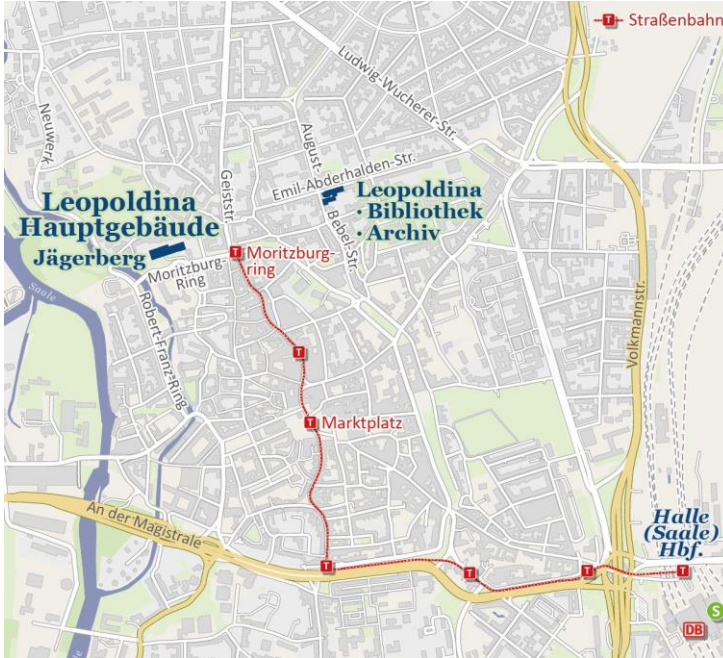 T Straßenbahn
Ludwig-Wucherer-Str.
Neuwerk
August-
Bebel-Str.
Emil-Abderhalden-Str.
Geiststr.
Leopoldina
· Bibliothek
· Archiv
Leopoldina
Hauptgebäude
Jägerberg
T Moritzburg-
ring
Moritzburg-
Ring
Saale
Robert-Franz-Ring
Volkmannstr.
T
T Marktplatz
An der Magistrale
Halle
(Saale)
Hbf.
T
T
T
T
S
DB